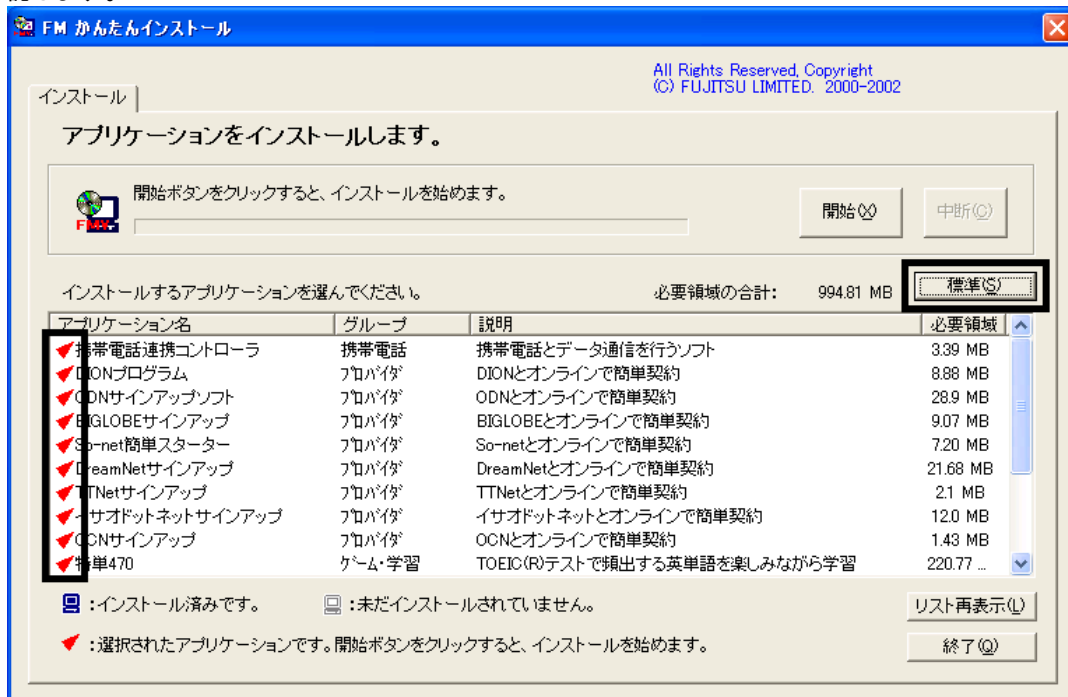 FM かんたんインストール
All Rights Reserved, Copyright
(C) FUJITSU LIMITED. 2000-2002
インストール
アプリケーションをインストールします。
開始ボタンをクリックすると、インストールを始めます。
FMV
開始(X) 中断(C)
インストールするアプリケーションを選んでください。 必要領域の合計: 994.81 MB 標準(S)
アプリケーション名 グループ 説明 必要領域
携帯電話連携コントローラ 携帯電話 携帯電話とデータ通信を行うソフト 3.39 MB
DIONプログラム プロバイダ DIONとオンラインで簡単契約 8.88 MB
ODNサインアップソフト プロバイダ ODNとオンラインで簡単契約 28.9 MB
BIGLOBEサインアップ プロバイダ BIGLOBEとオンラインで簡単契約 9.07 MB
So-net簡単スターター プロバイダ So-netとオンラインで簡単契約 7.20 MB
DreamNetサインアップ プロバイダ DreamNetとオンラインで簡単契約 21.68 MB
TTNetサインアップ プロバイダ TTNetとオンラインで簡単契約 2.1 MB
イサオドットネットサインアップ プロバイダ イサオドットネットとオンラインで簡単契約 12.0 MB
OCNサインアップ プロバイダ OCNとオンラインで簡単契約 1.43 MB
特単470 ゲーム・学習 TOEIC(R)テストで頻出する英単語を楽しみながら学習 220.77 ...
:インストール済みです。 :未だインストールされていません。 リスト再表示(L)
:選択されたアプリケーションです。開始ボタンをクリックすると、インストールを始めます。 終了(Q)